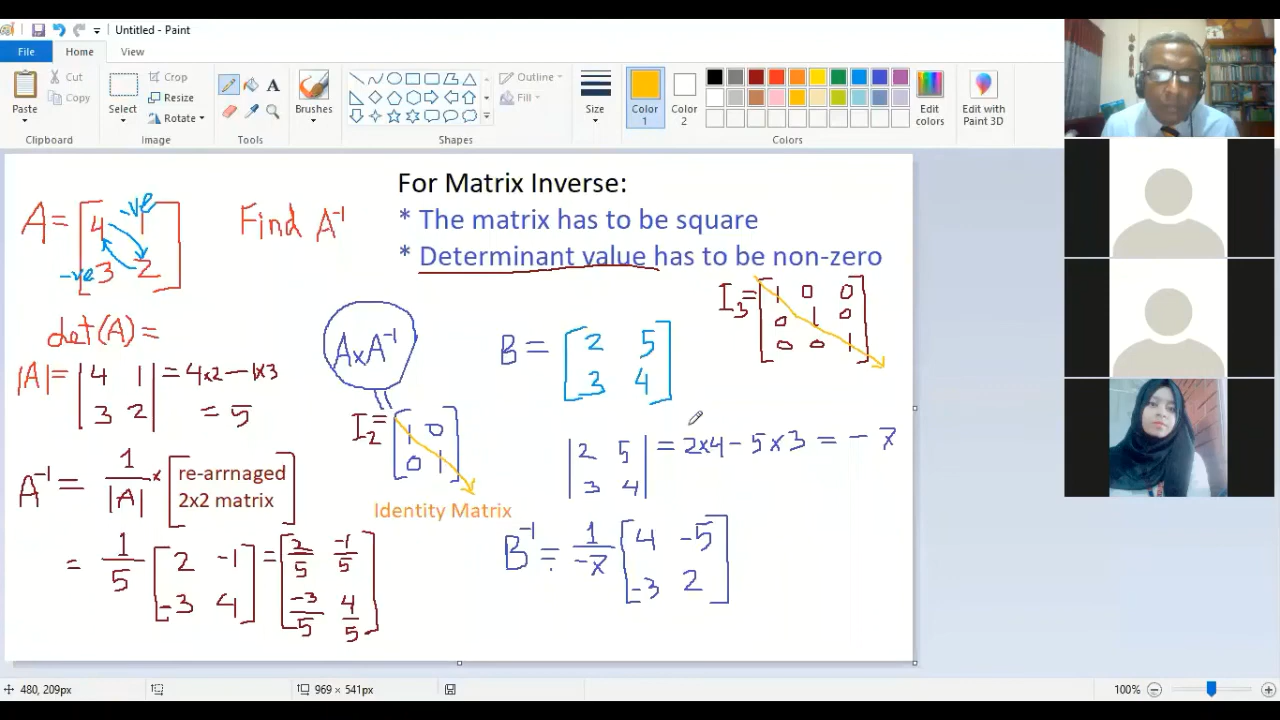 Untitled - Paint
File Home View
Paste
Cut
Copy
Clipboard
Select
Crop
Resize
Rotate
Image
Tools
Brushes
Shapes
Outline
Fill
Size
Color 1
Color 2
Edit colors
Colors
Edit with Paint 3D
For Matrix Inverse:
* The matrix has to be square
* Determinant value has to be non-zero
A = [4 1
3 2]
-ve
-ve
Find A⁻¹
det(A) =
|A| = |4 1
3 2| = 4×2 - 1×3
= 5
A⁻¹ = 1/|A| × [re-arrnaged
2x2 matrix]
= 1/5 [2 -1
-3 4] = [2/5 -1/5
-3/5 4/5]
A×A⁻¹
=
I₂ = [1 0
0 1]
Identity Matrix
I₃ = [1 0 0
0 1 0
0 0 1]
B = [2 5
3 4]
|2 5
3 4| = 2×4 - 5×3 = - 7
B⁻¹ = 1/-7 [4 -5
-3 2]
480, 209px
969 × 541px
100%